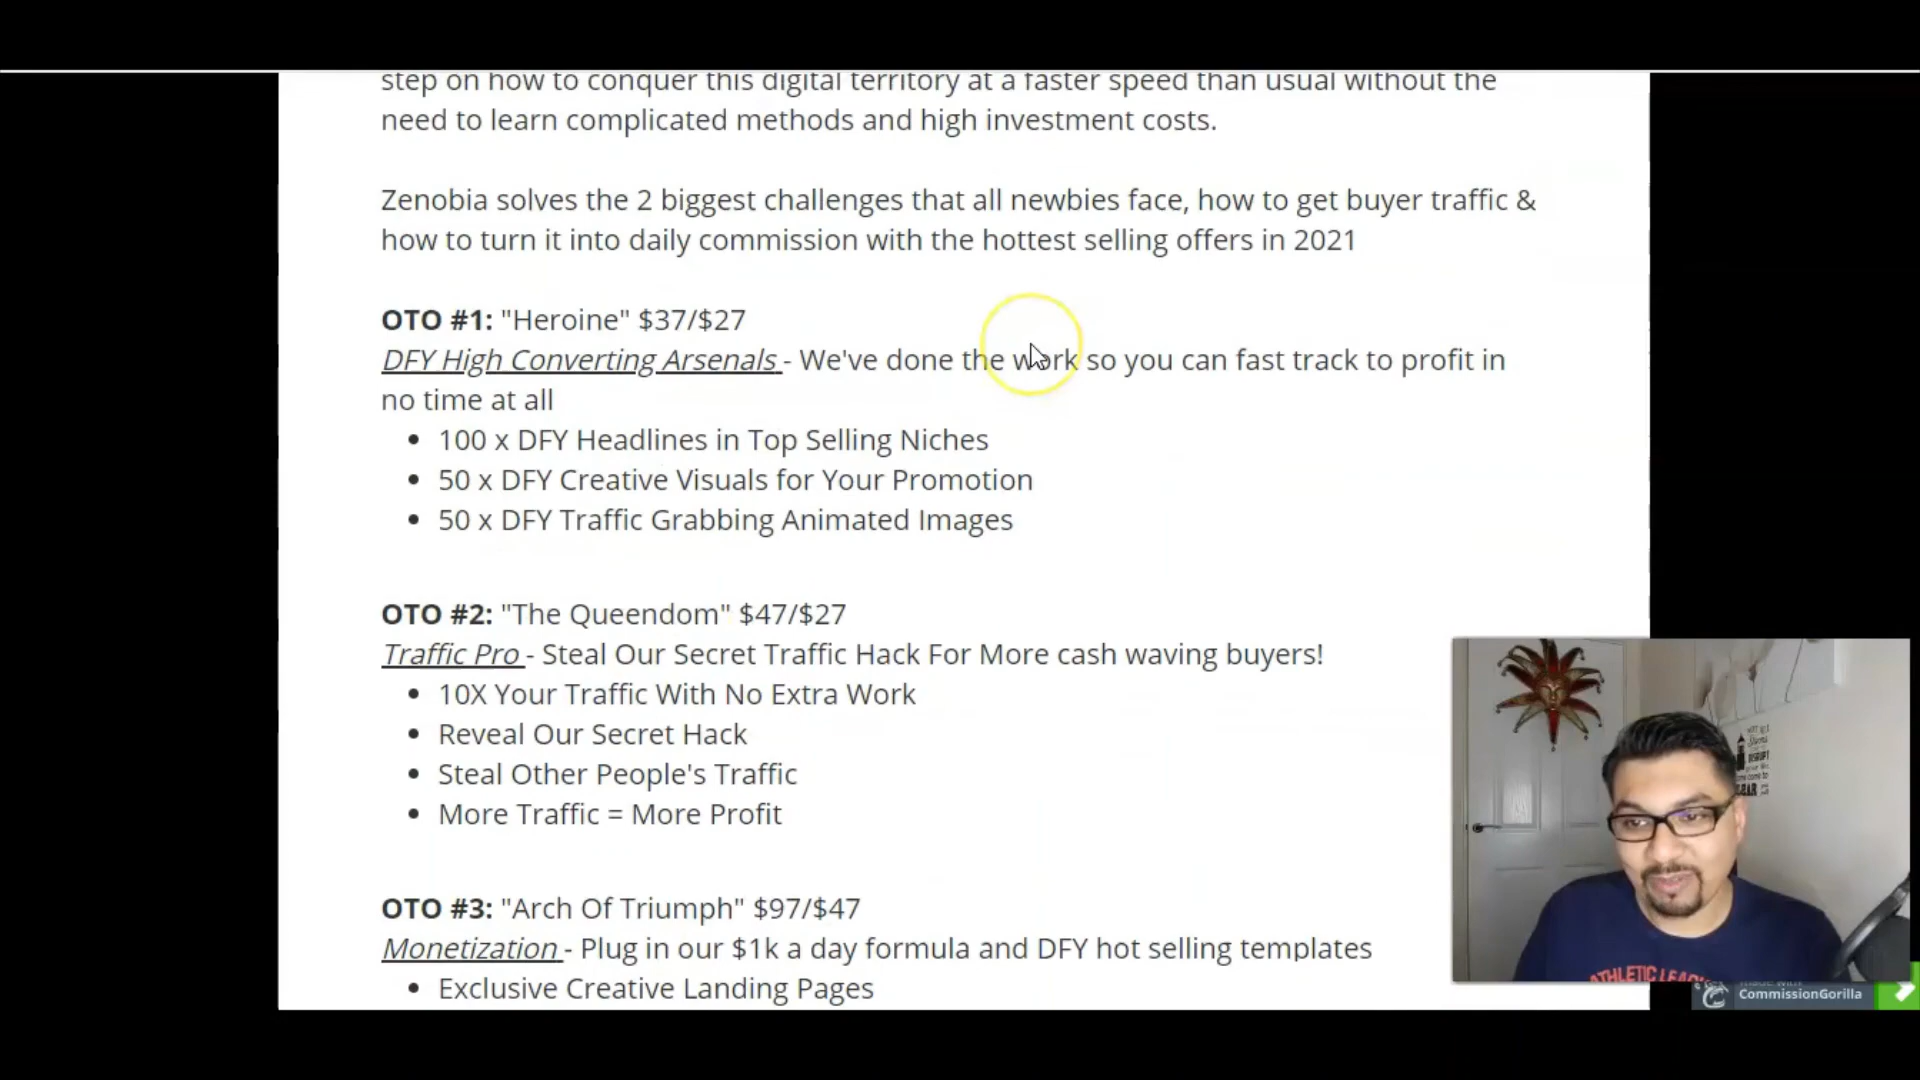 step on how to conquer this digital territory at a faster speed than usual without the
need to learn complicated methods and high investment costs.
Zenobia solves the 2 biggest challenges that all newbies face, how to get buyer traffic &
how to turn it into daily commission with the hottest selling offers in 2021
OTO #1: "Heroine" $37/$27
DFY High Converting Arsenals - We've done the work so you can fast track to profit in
no time at all
• 100 x DFY Headlines in Top Selling Niches
• 50 x DFY Creative Visuals for Your Promotion
• 50 x DFY Traffic Grabbing Animated Images
OTO #2: "The Queendom" $47/$27
Traffic Pro - Steal Our Secret Traffic Hack For More cash waving buyers!
• 10X Your Traffic With No Extra Work
• Reveal Our Secret Hack
• Steal Other People's Traffic
• More Traffic = More Profit
OTO #3: "Arch Of Triumph" $97/$47
Monetization - Plug in our $1k a day formula and DFY hot selling templates
• Exclusive Creative Landing Pages
DISRUPT
ATHLETIC
CommissionGorilla